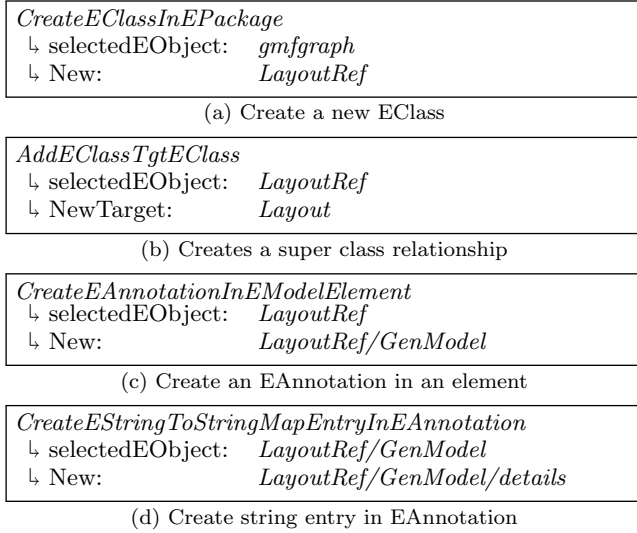 CreateEClassInEPackage
↳ selectedEObject: gmfgraph
↳ New: LayoutRef
(a) Create a new EClass
AddEClassTgtEClass
↳ selectedEObject: LayoutRef
↳ NewTarget: Layout
(b) Creates a super class relationship
CreateEAnnotationInEModelElement
↳ selectedEObject: LayoutRef
↳ New: LayoutRef/GenModel
(c) Create an EAnnotation in an element
CreateEStringToStringMapEntryInEAnnotation
↳ selectedEObject: LayoutRef/GenModel
↳ New: LayoutRef/GenModel/details
(d) Create string entry in EAnnotation